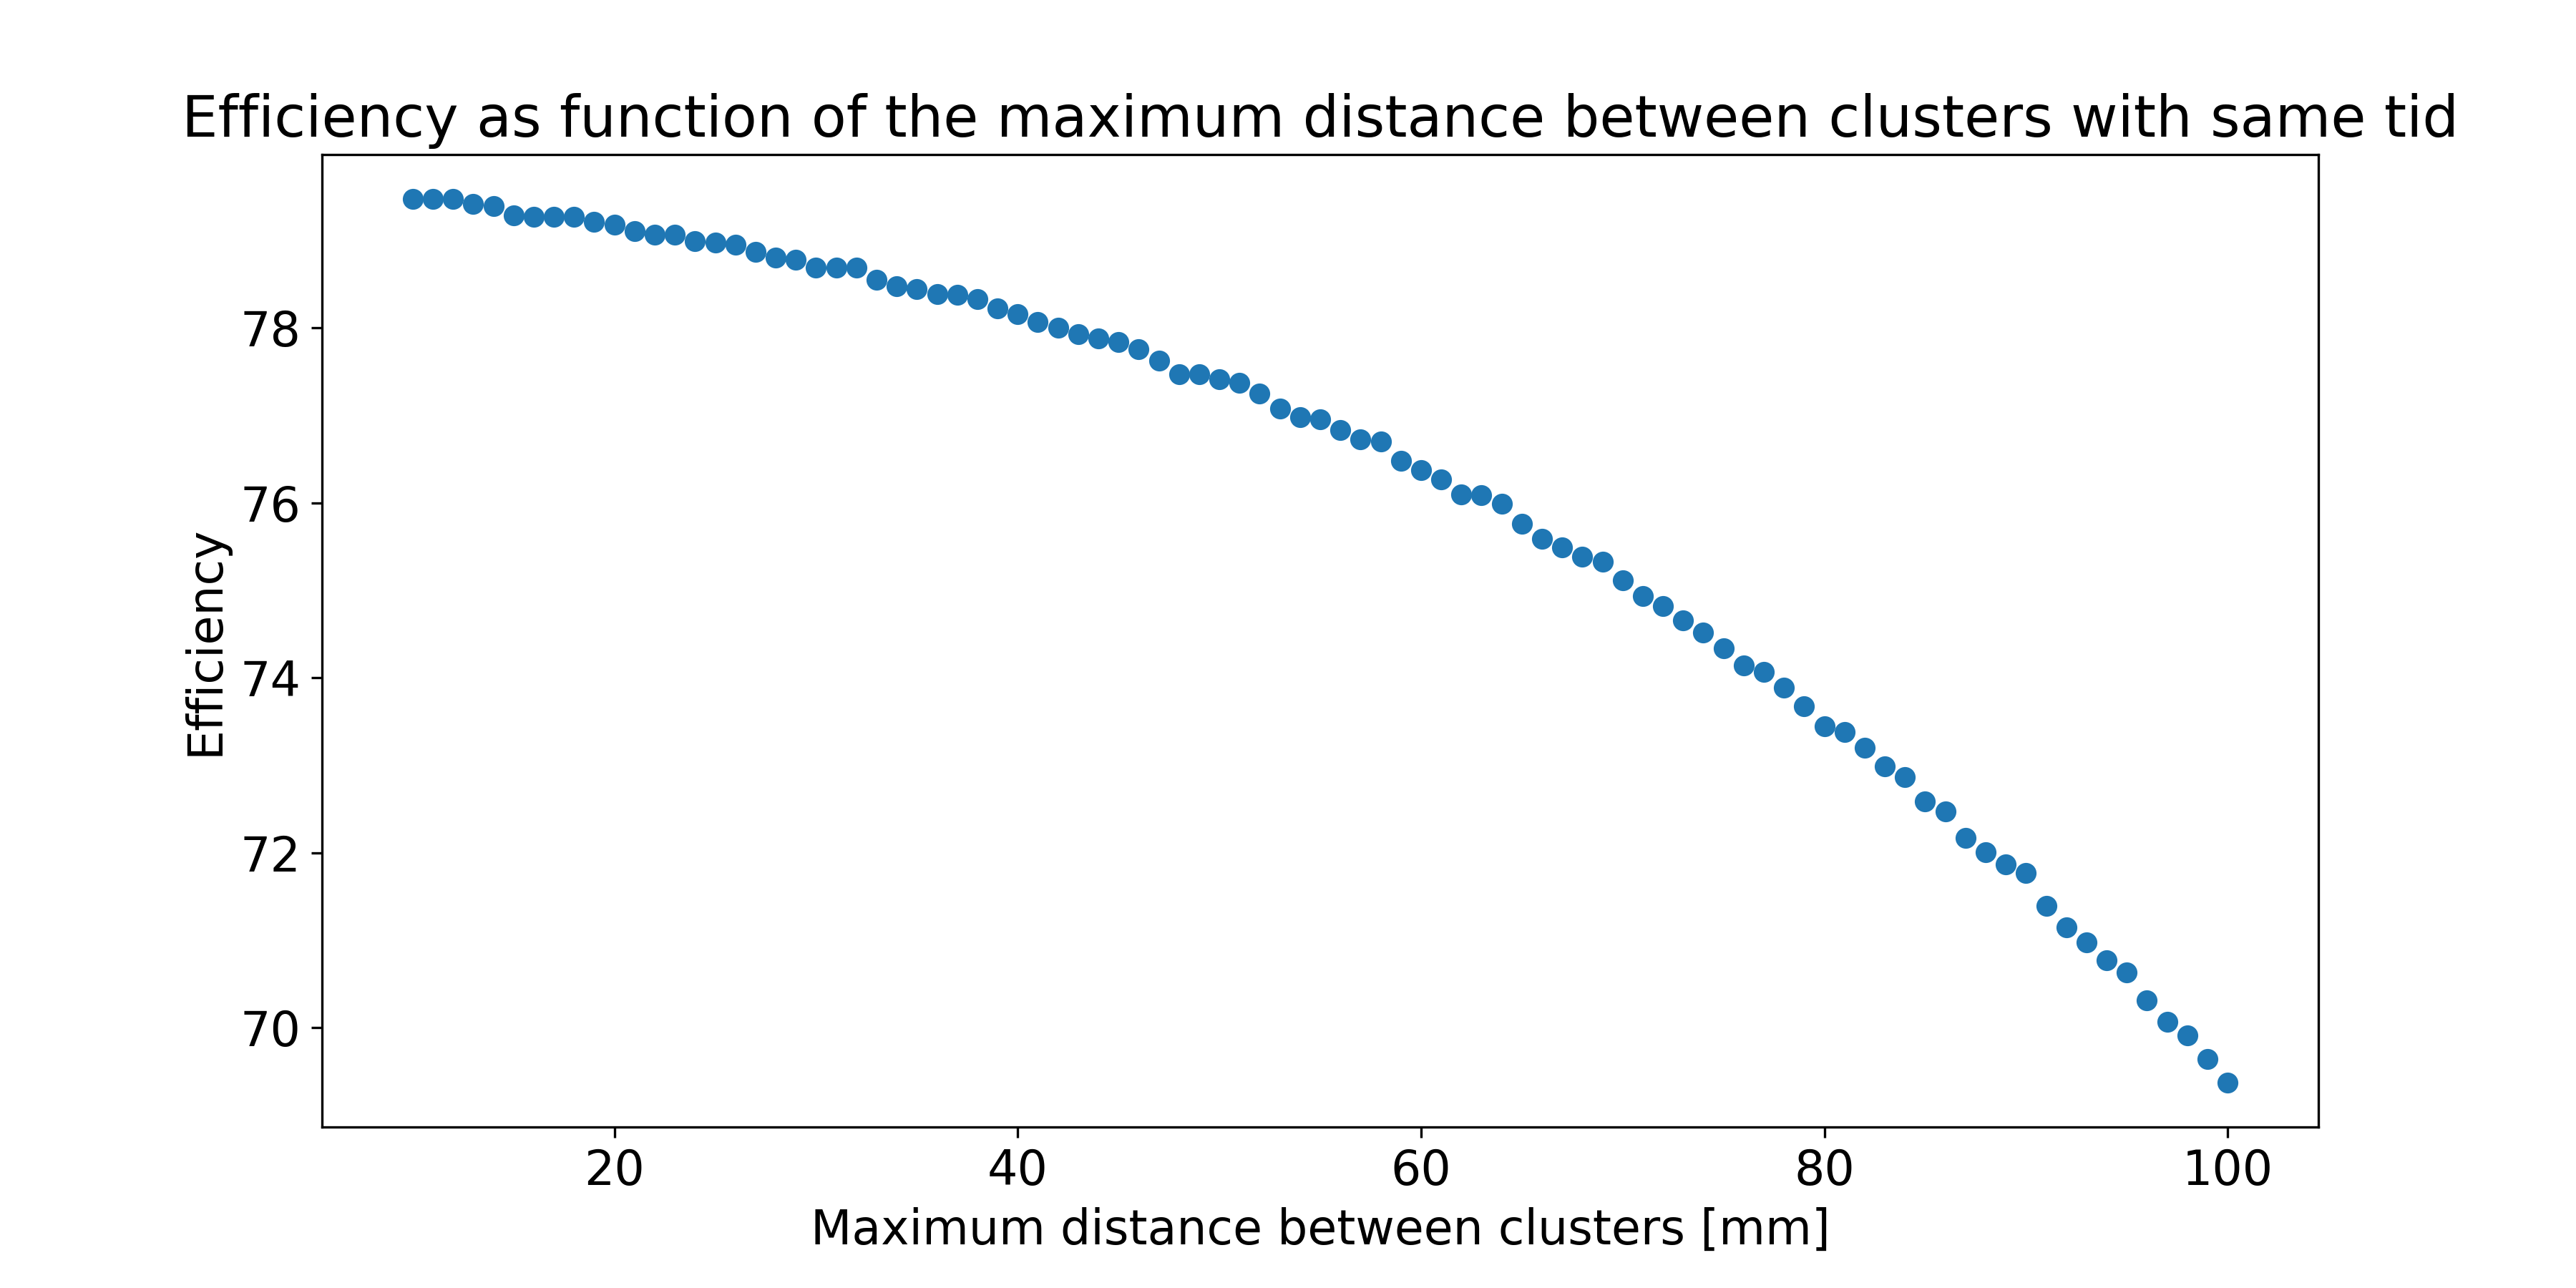 Efficiency as function of the maximum distance between clusters with same tid
78
76
74
72
70
Efficiency
20 40 60 80 100
Maximum distance between clusters [mm]